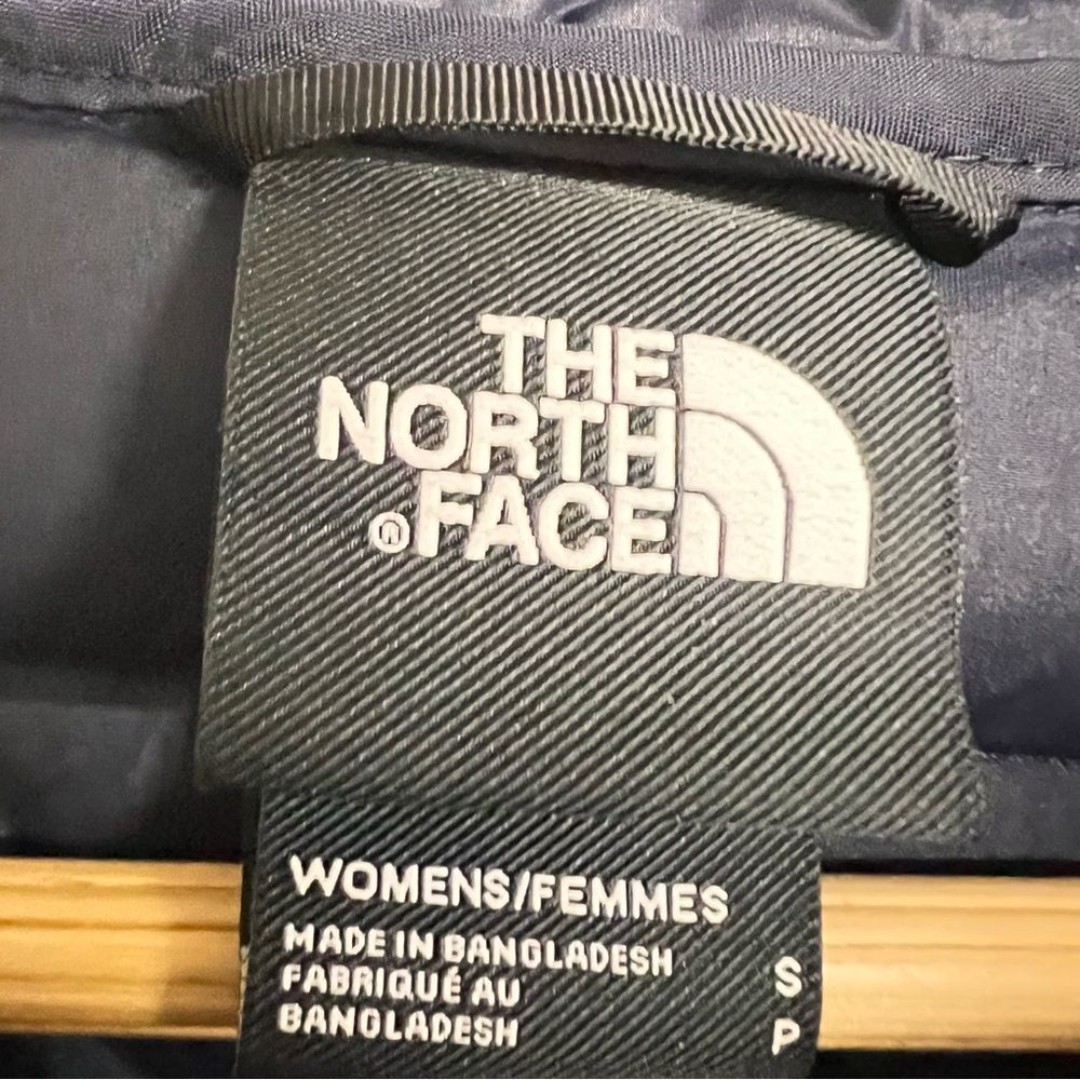 THE
NORTH
®FACE
WOMENS/FEMMES
MADE IN BANGLADESH
FABRIQUÉ AU
BANGLADESH
S
P